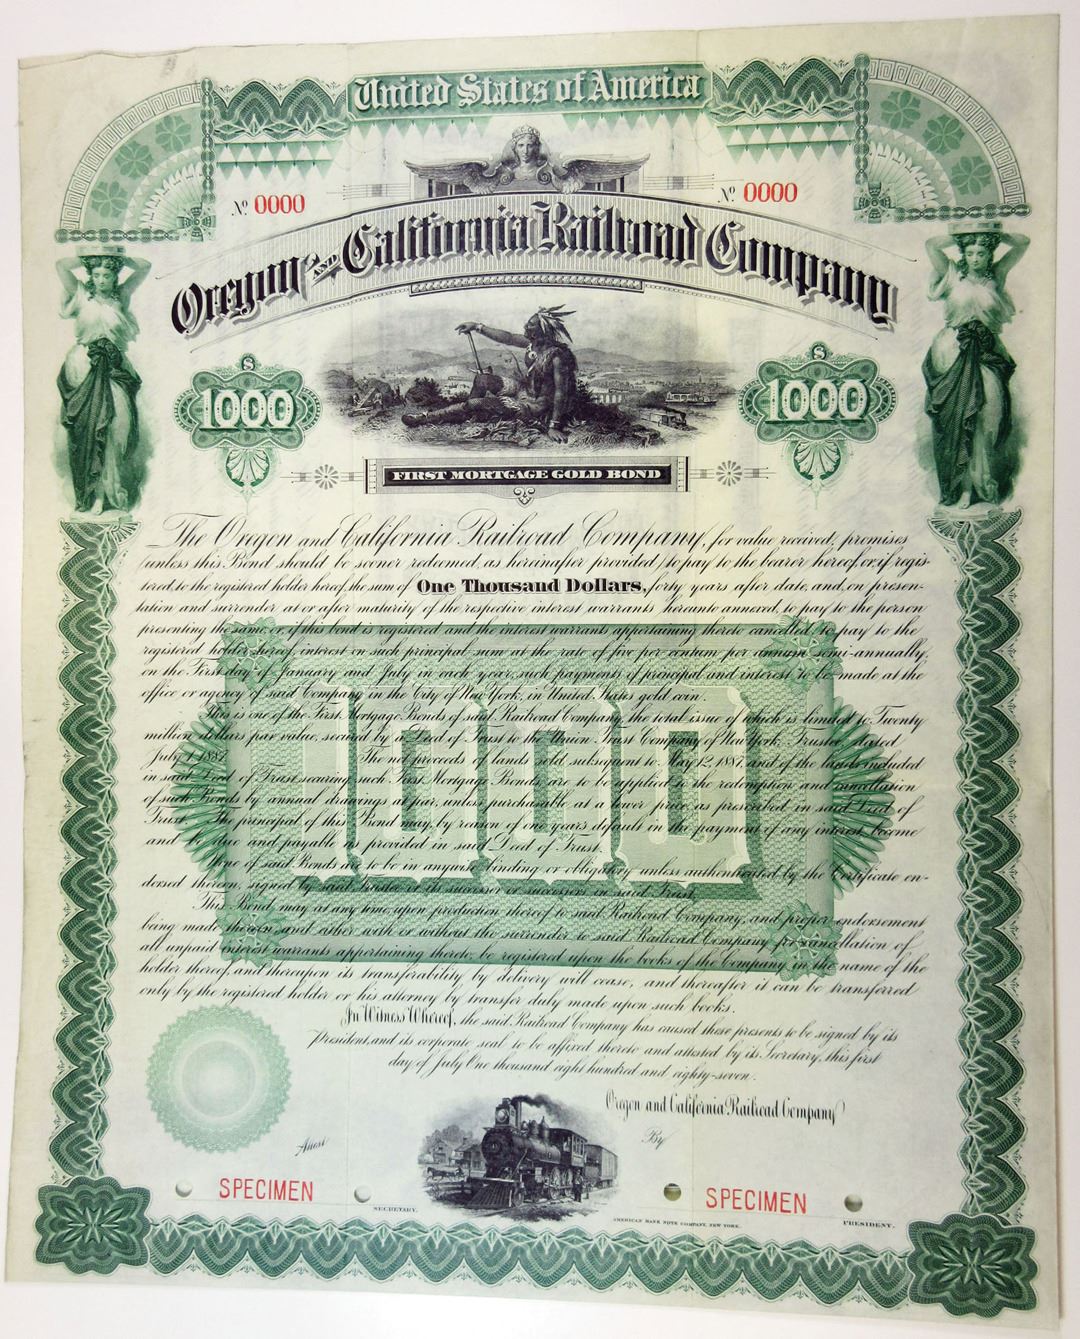 United States of America
Nº 0000
Nº 0000
Oregon AND California Railroad Company
$ 1000
$ 1000
FIRST MORTGAGE GOLD BOND
The Oregon and California Railroad Company, for value received, promises
(unless this Bond should be sooner redeemed, as hereinafter provided) to pay to the bearer hereof, or, if regis-
tered, to the registered holder hereof, the sum of One Thousand Dollars, forty years after date, and, on presen-
tation and surrender at or after maturity of the respective interest warrants hereunto annexed, to pay to the person
presenting the same, or, if this bond is registered and the interest warrants appertaining thereto cancelled, to pay to the
registered holder hereof, interest on such principal sum at the rate of five per centum per annum semi-annually,
on the First day of January and July in each year, such payments of principal and interest to be made at the
office or agency of said Company in the City of New York, in United States gold coin.
This is one of the First Mortgage Bonds of said Railroad Company, the total issue of which is limited to Twenty
million dollars par value, secured by a Deed of Trust to the Union Trust Company of New York, Trustee, dated
July 1, 1887. The net proceeds of lands sold subsequent to May 12, 1887, and of the lands included
in said Deed of Trust securing such First Mortgage Bonds are to be applied to the redemption and cancellation
of such Bonds by annual drawings at par, unless purchasable at a lower price, as prescribed in said Deed of
Trust. The principal of this Bond may, by reason of one year's default in the payment of any interest, become
and be due and payable as provided in said Deed of Trust.
None of said Bonds are to be in anywise binding or obligatory unless authenticated by the Certificate en-
dorsed thereon, signed by said Trustee or its successor or successors in said Trust.
This Bond may at any time, upon production thereof to said Railroad Company, and proper endorsement
being made thereon and either with or without the surrender to said Railroad Company for cancellation of
all unpaid interest warrants appertaining thereto, be registered upon the books of the Company in the name of the
holder thereof, and thereupon its transferability by delivery will cease, and thereafter it can be transferred
only by the registered holder or his attorney by transfer duly made upon such books.
In Witness Whereof, the said Railroad Company has caused these presents to be signed by its
President, and its corporate seal to be affixed thereto and attested by its Secretary, this first
day of July One thousand eight hundred and eighty-seven.
Oregon and California Railroad Company
By
Attest
SPECIMEN
SPECIMEN
SECRETARY.
AMERICAN BANK NOTE COMPANY, NEW YORK.
PRESIDENT.
1000